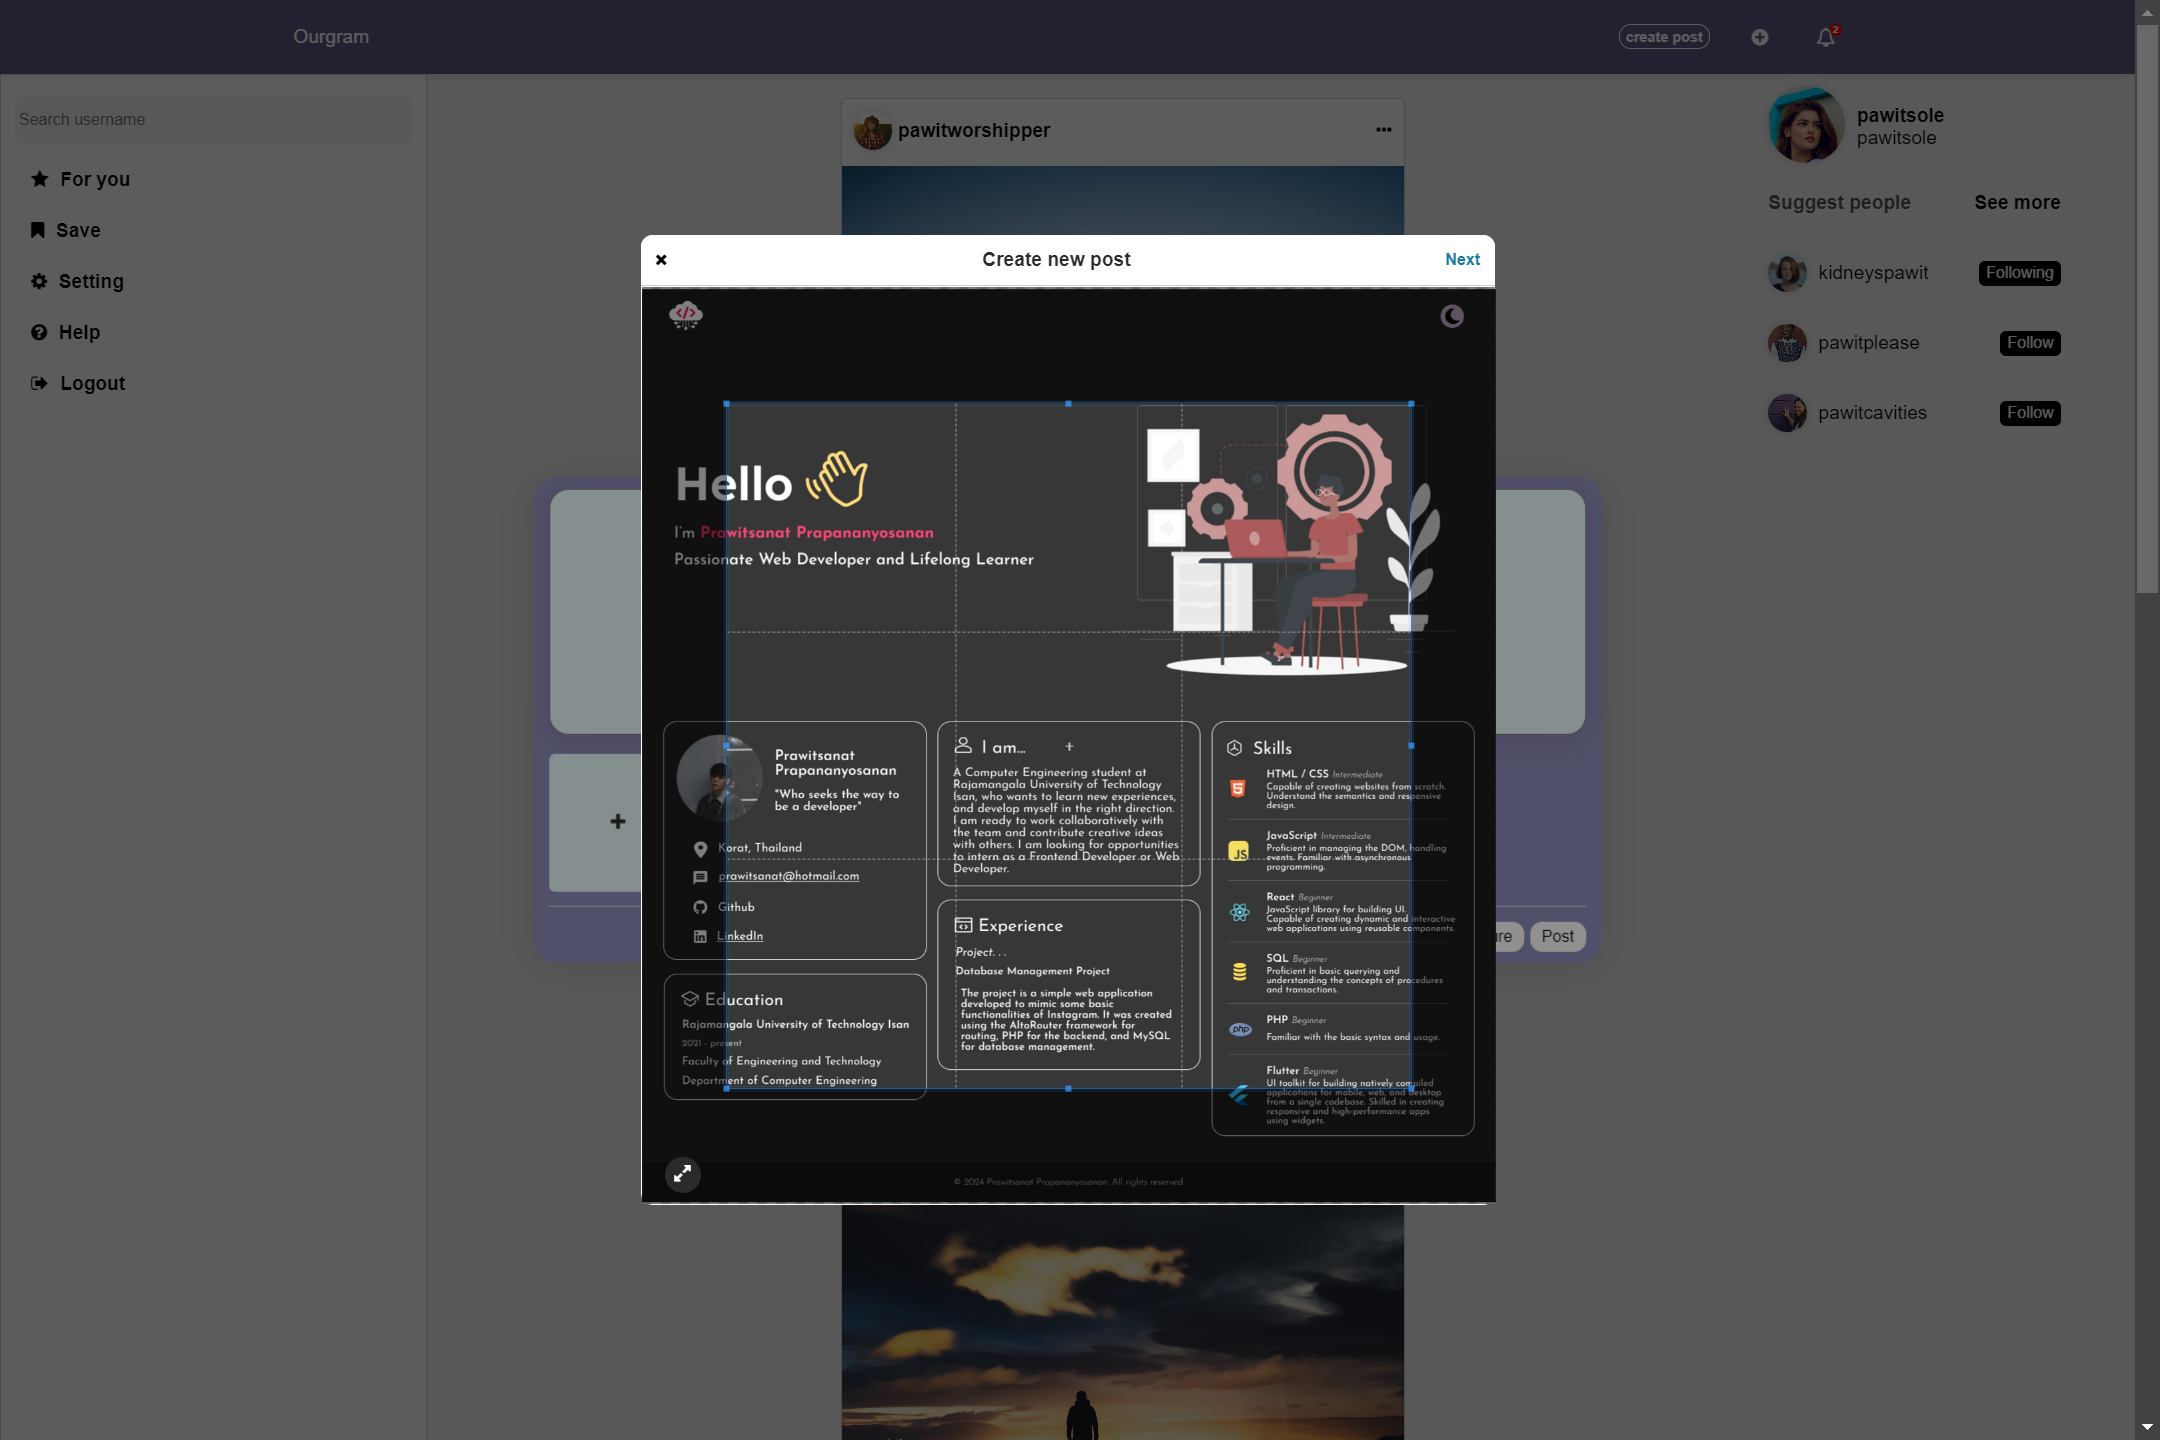 Ourgram
create post
2
Search username
For you
Save
Setting
Help
Logout
pawitworshipper
pawitsole
pawitsole
Suggest people
See more
kidneyspawit
Following
pawitplease
Follow
pawitcavities
Follow
Create new post
Next
Hello
I'm Prawitsanat Prapananyosanan
Passionate Web Developer and Lifelong Learner
Prawitsanat
Prapananyosanan
"Who seeks the way to
be a developer"
Korat, Thailand
prawitsanat@hotmail.com
Github
LinkedIn
Education
Rajamangala University of Technology Isan
2021 - present
Faculty of Engineering and Technology
Department of Computer Engineering
I am...
A Computer Engineering student at
Rajamangala University of Technology
Isan, who wants to learn new experiences,
and develop myself in the right direction.
I am ready to work collaboratively with
the team and contribute creative ideas
with others. I am looking for opportunities
to intern as a Frontend Developer or Web
Developer.
Experience
Project. . .
Database Management Project
The project is a simple web application
developed to mimic some basic
functionalities of Instagram. It was created
using the AltoRouter framework for
routing, PHP for the backend, and MySQL
for database management.
Skills
HTML / CSS Intermediate
Capable of creating websites from scratch.
Understand the semantics and responsive
design.
JS
JavaScript Intermediate
Proficient in managing the DOM, handling
events. Familiar with asynchronous
programming.
React Beginner
JavaScript library for building UI.
Capable of creating dynamic and interactive
web applications using reusable components.
SQL Beginner
Proficient in basic querying and
understanding the concepts of procedures
and transactions.
php
PHP Beginner
Familiar with the basic syntax and usage.
Flutter Beginner
UI toolkit for building natively compiled
applications for mobile, web, and desktop
from a single codebase. Skilled in creating
responsive and high-performance apps
using widgets.
© 2024 Prawitsanat Prapananyosanan. All rights reserved
ure
Post